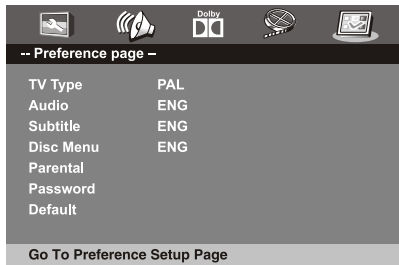 Dolby
-- Preference page –
TV Type PAL
Audio ENG
Subtitle ENG
Disc Menu ENG
Parental
Password
Default
Go To Preference Setup Page